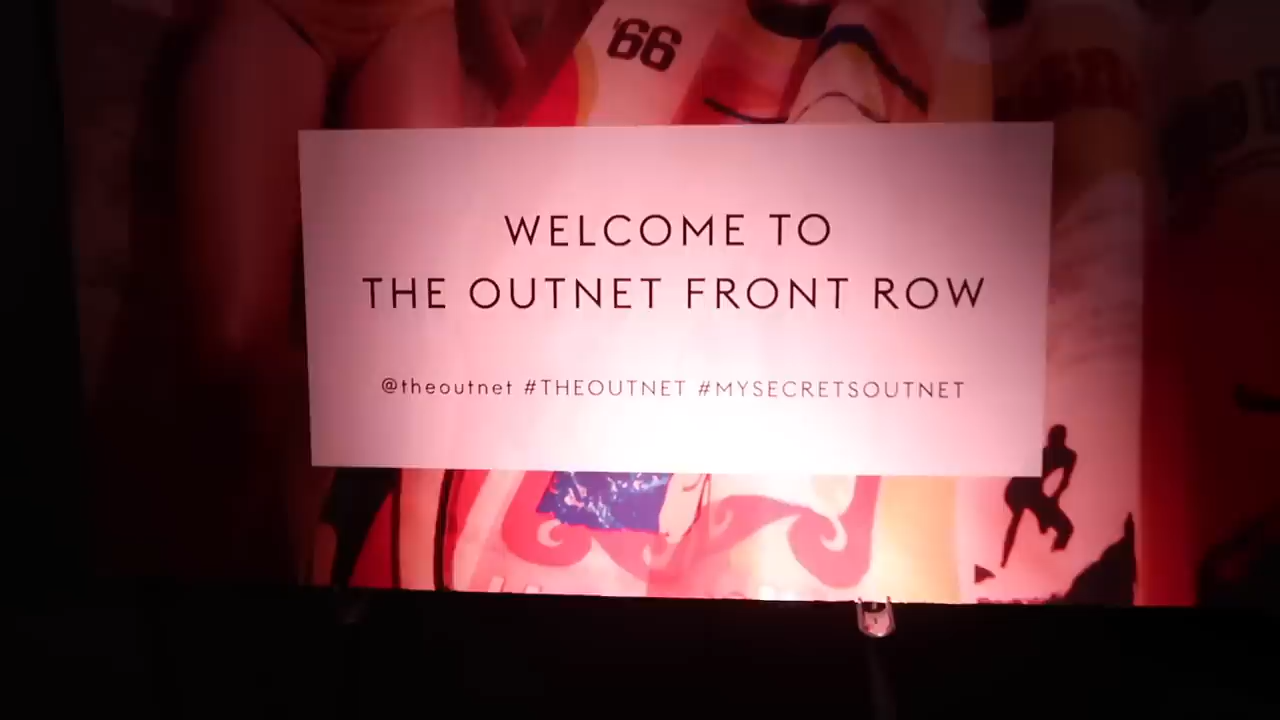 '66
WELCOME TO
THE OUTNET FRONT ROW
@theoutnet #THEOUTNET #MYSECRETSOUTNET